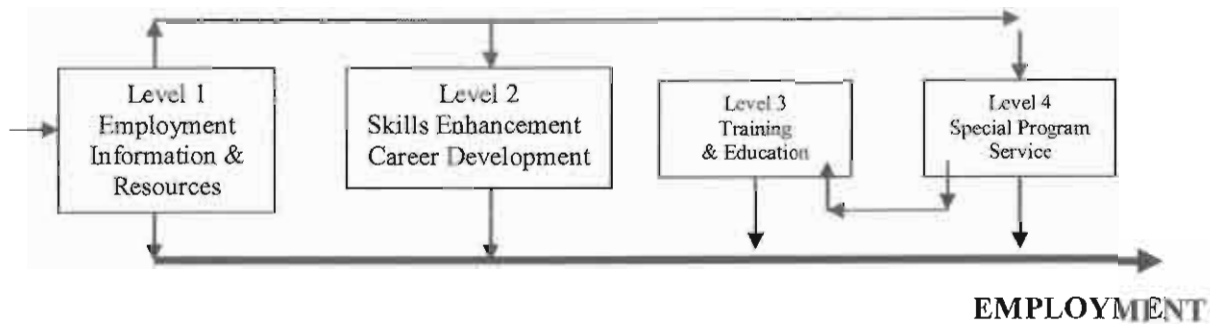 Level 1
Employment
Information &
Resources
Level 2
Skills Enhancement
Career Development
Level 3
Training
& Education
Level 4
Special Program
Service
EMPLOYMENT